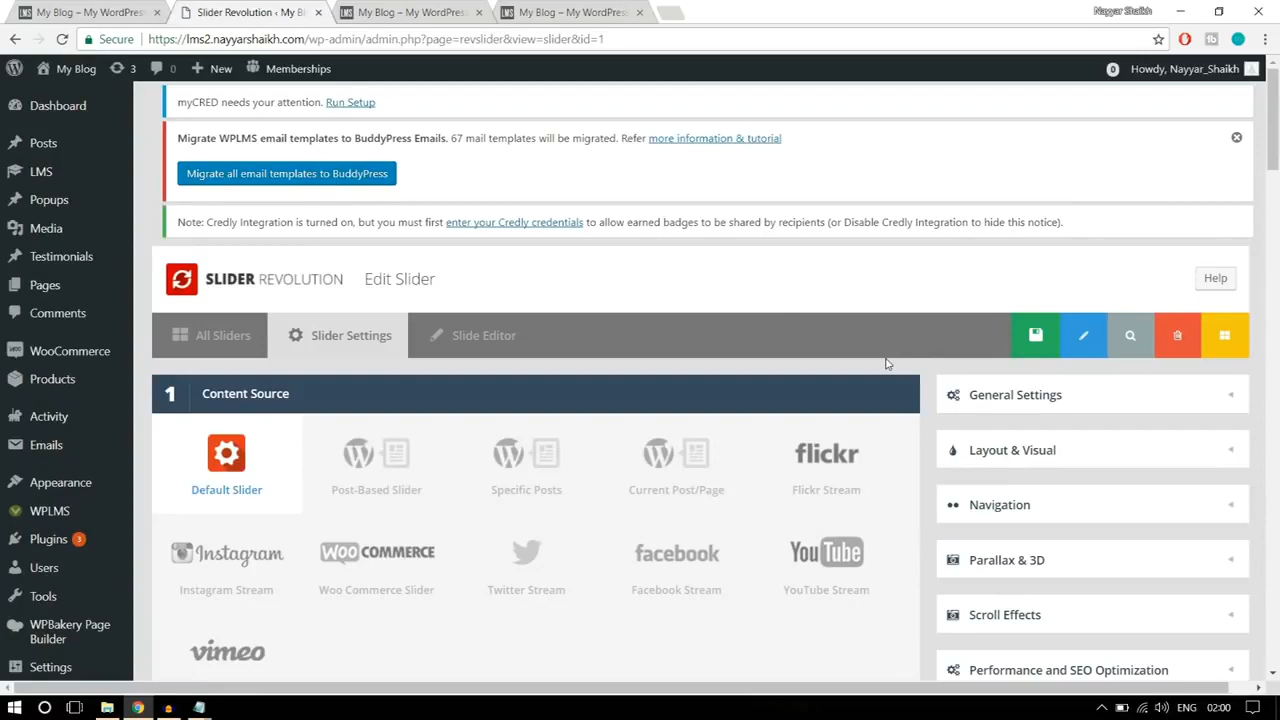 My Blog – My WordPress
Slider Revolution ‹ My Bl
My Blog – My WordPress
My Blog – My WordPress
Nayyar Shaikh
Secure
https://lms2.nayyarshaikh.com/wp-admin/admin.php?page=revslider&view=slider&id=1
My Blog
3
0
New
Memberships
0
Howdy, Nayyar_Shaikh
Dashboard
Posts
LMS
Popups
Media
Testimonials
Pages
Comments
WooCommerce
Products
Activity
Emails
Appearance
WPLMS
Plugins 3
Users
Tools
WPBakery Page
Builder
Settings
myCRED needs your attention. Run Setup
Migrate WPLMS email templates to BuddyPress Emails. 67 mail templates will be migrated. Refer more information & tutorial
Migrate all email templates to BuddyPress
Note: Credly Integration is turned on, but you must first enter your Credly credentials to allow earned badges to be shared by recipients (or Disable Credly Integration to hide this notice).
SLIDER REVOLUTION Edit Slider
Help
All Sliders
Slider Settings
Slide Editor
1 Content Source
Default Slider
Post-Based Slider
Specific Posts
Current Post/Page
flickr
Flickr Stream
Instagram
Instagram Stream
WOO COMMERCE
Woo Commerce Slider
Twitter Stream
facebook
Facebook Stream
YouTube
YouTube Stream
vimeo
General Settings
Layout & Visual
Navigation
Parallax & 3D
Scroll Effects
Performance and SEO Optimization
ENG
02:00